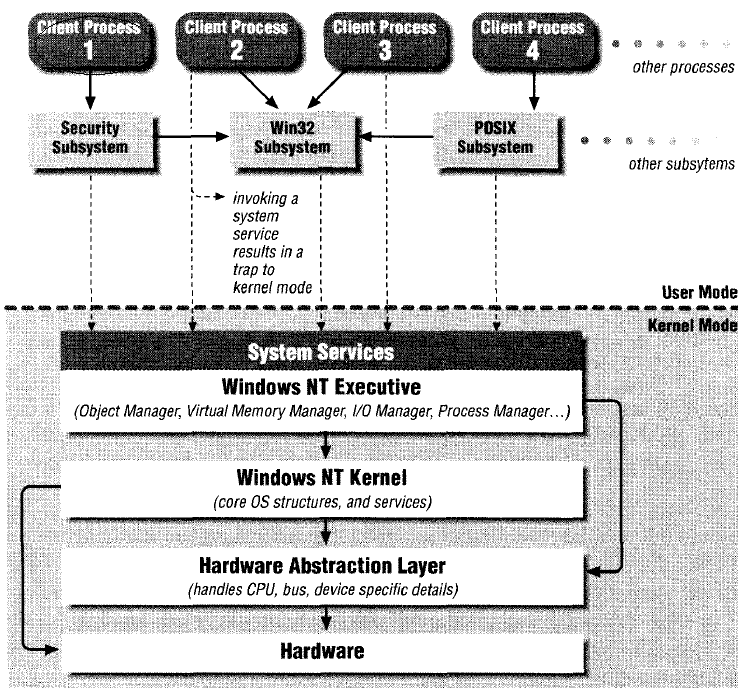 Client Process
1
Client Process
2
Client Process
3
Client Process
4
other processes
Security
Subsystem
Win32
Subsystem
POSIX
Subsystem
other subsytems
invoking a
system
service
results in a
trap to
kernel mode
User Mode
Kernel Mode
System Services
Windows NT Executive
(Object Manager, Virtual Memory Manager, I/O Manager, Process Manager...)
Windows NT Kernel
(core OS structures, and services)
Hardware Abstraction Layer
(handles CPU, bus, device specific details)
Hardware